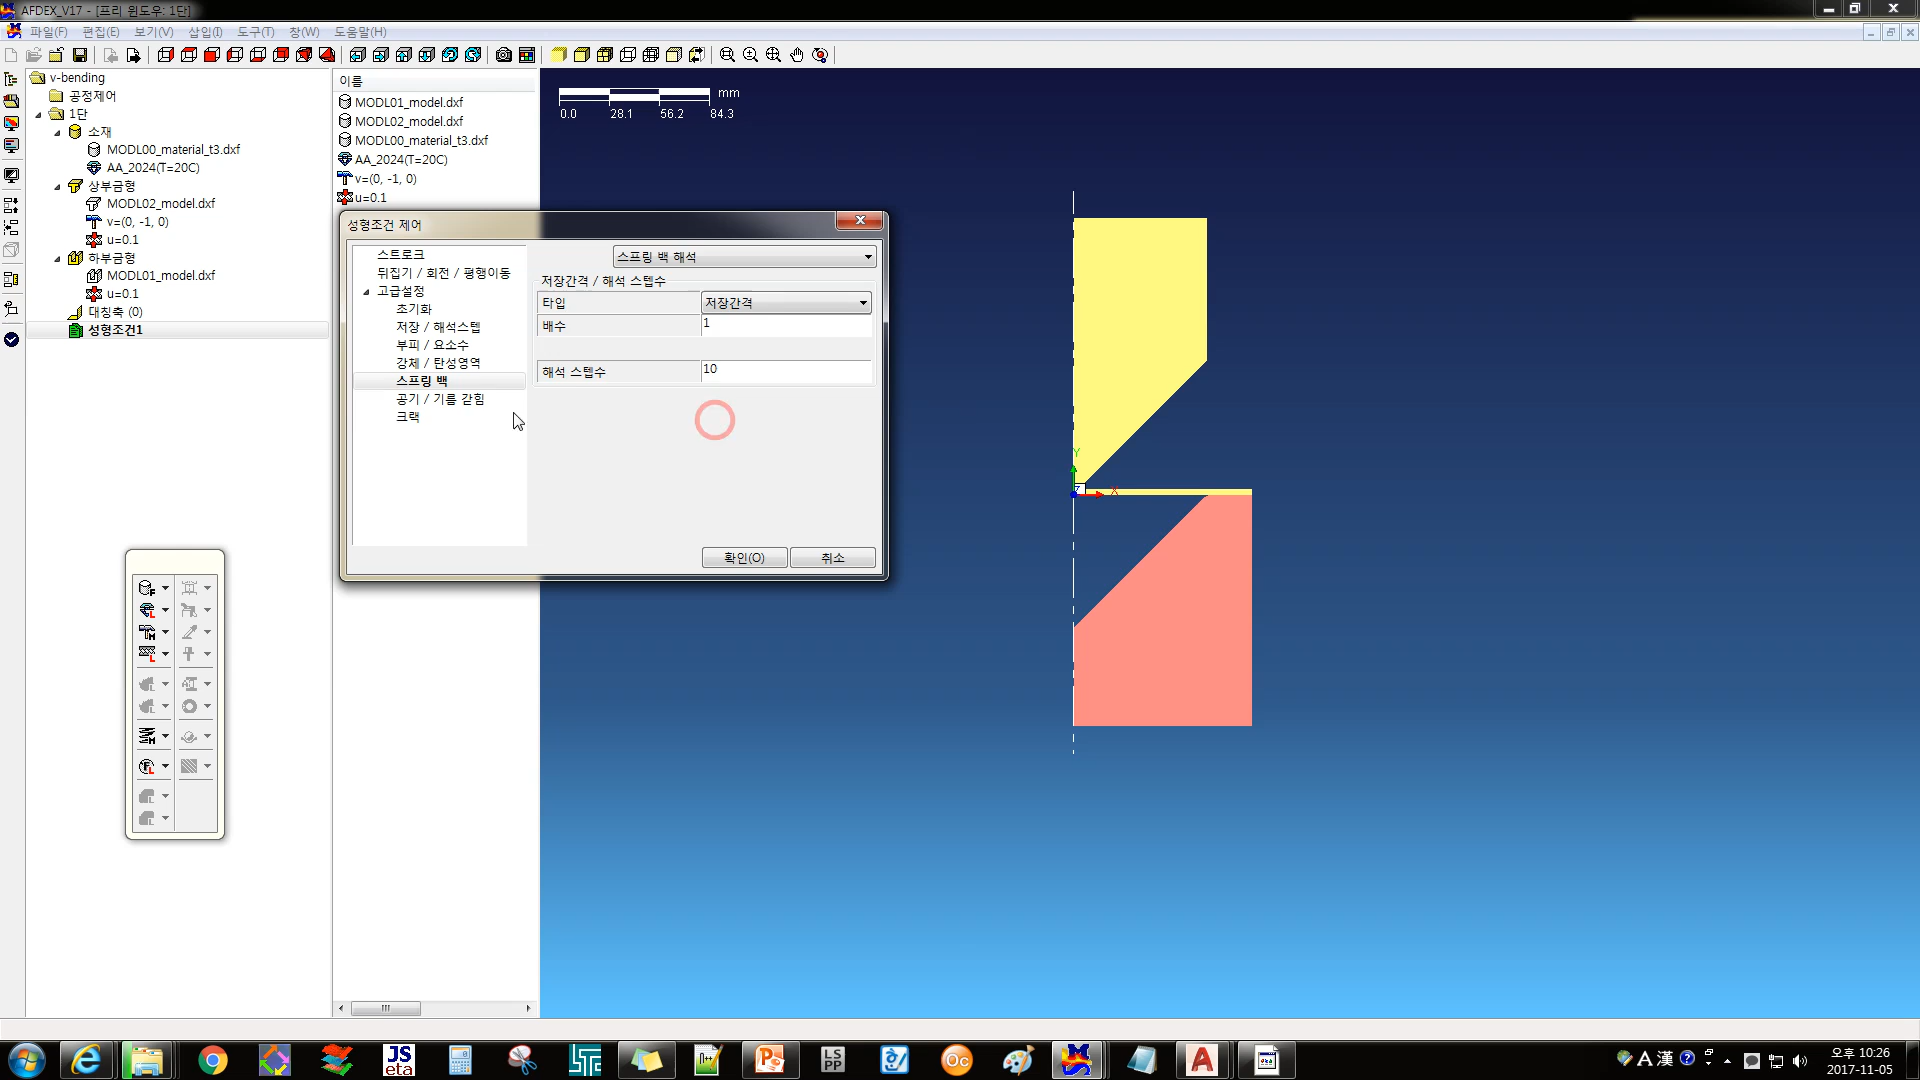 AFDEX_V17 - [프리 윈도우: 1단]
파일(F) 편집(E) 보기(V) 삽입(I) 도구(T) 창(W) 도움말(H)
v-bending
공정제어
1단
소재
MODL00_material_t3.dxf
AA_2024(T=20C)
상부금형
MODL02_model.dxf
v=(0, -1, 0)
u=0.1
하부금형
MODL01_model.dxf
u=0.1
대칭축 (0)
성형조건1
이름
MODL01_model.dxf
MODL02_model.dxf
MODL00_material_t3.dxf
AA_2024(T=20C)
v=(0, -1, 0)
u=0.1
성형조건 제어
스트로크
뒤집기 / 회전 / 평행이동
고급설정
초기화
저장 / 해석스텝
부피 / 요소수
강체 / 탄성영역
스프링 백
공기 / 기름 갇힘
크랙
스프링 백 해석
저장간격 / 해석 스텝수
타입 저장간격
배수 1
해석 스텝수 10
확인(O) 취소
mm
0.0 28.1 56.2 84.3
Y
Z
X
JS
eta
LS
PP
Oc
A 漢
오후 10:26
2017-11-05